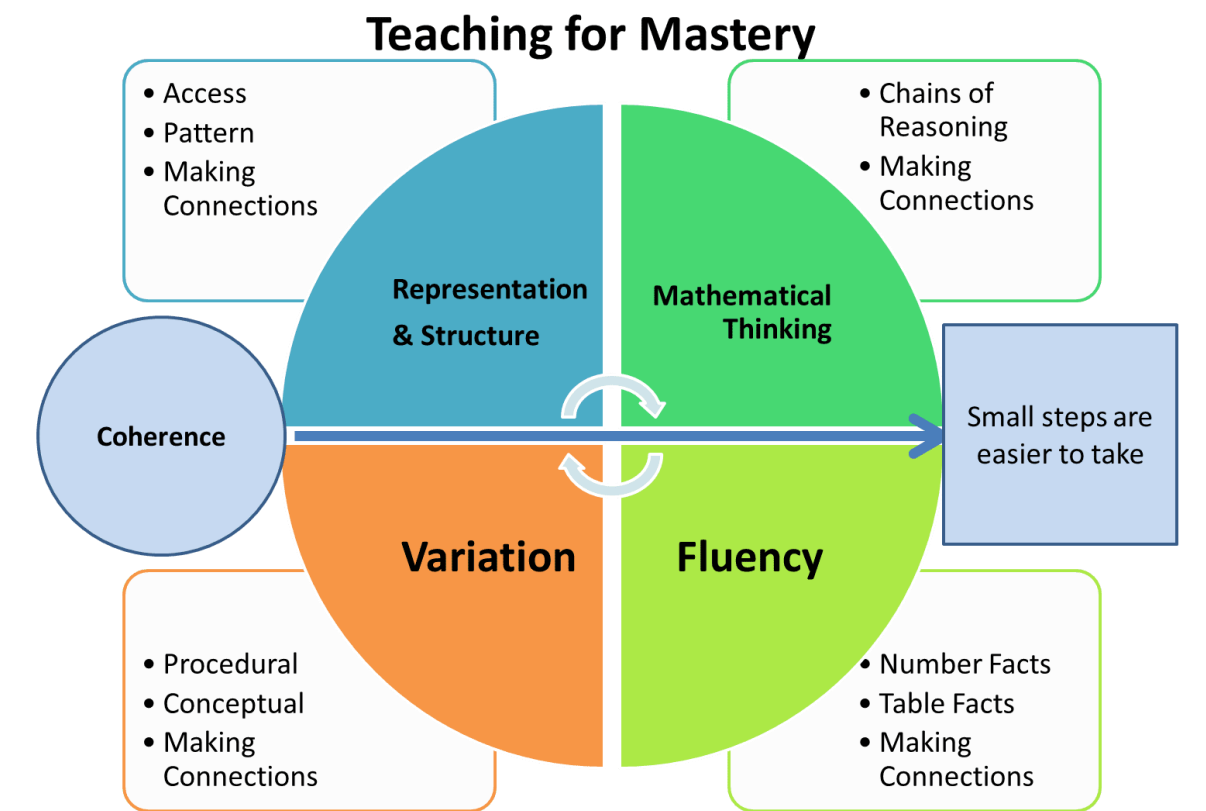 Teaching for Mastery
• Access
• Pattern
• Making
Connections
• Chains of
Reasoning
• Making
Connections
Representation
& Structure
Mathematical
Thinking
Coherence
Small steps are
easier to take
Variation
Fluency
• Procedural
• Conceptual
• Making
Connections
• Number Facts
• Table Facts
• Making
Connections